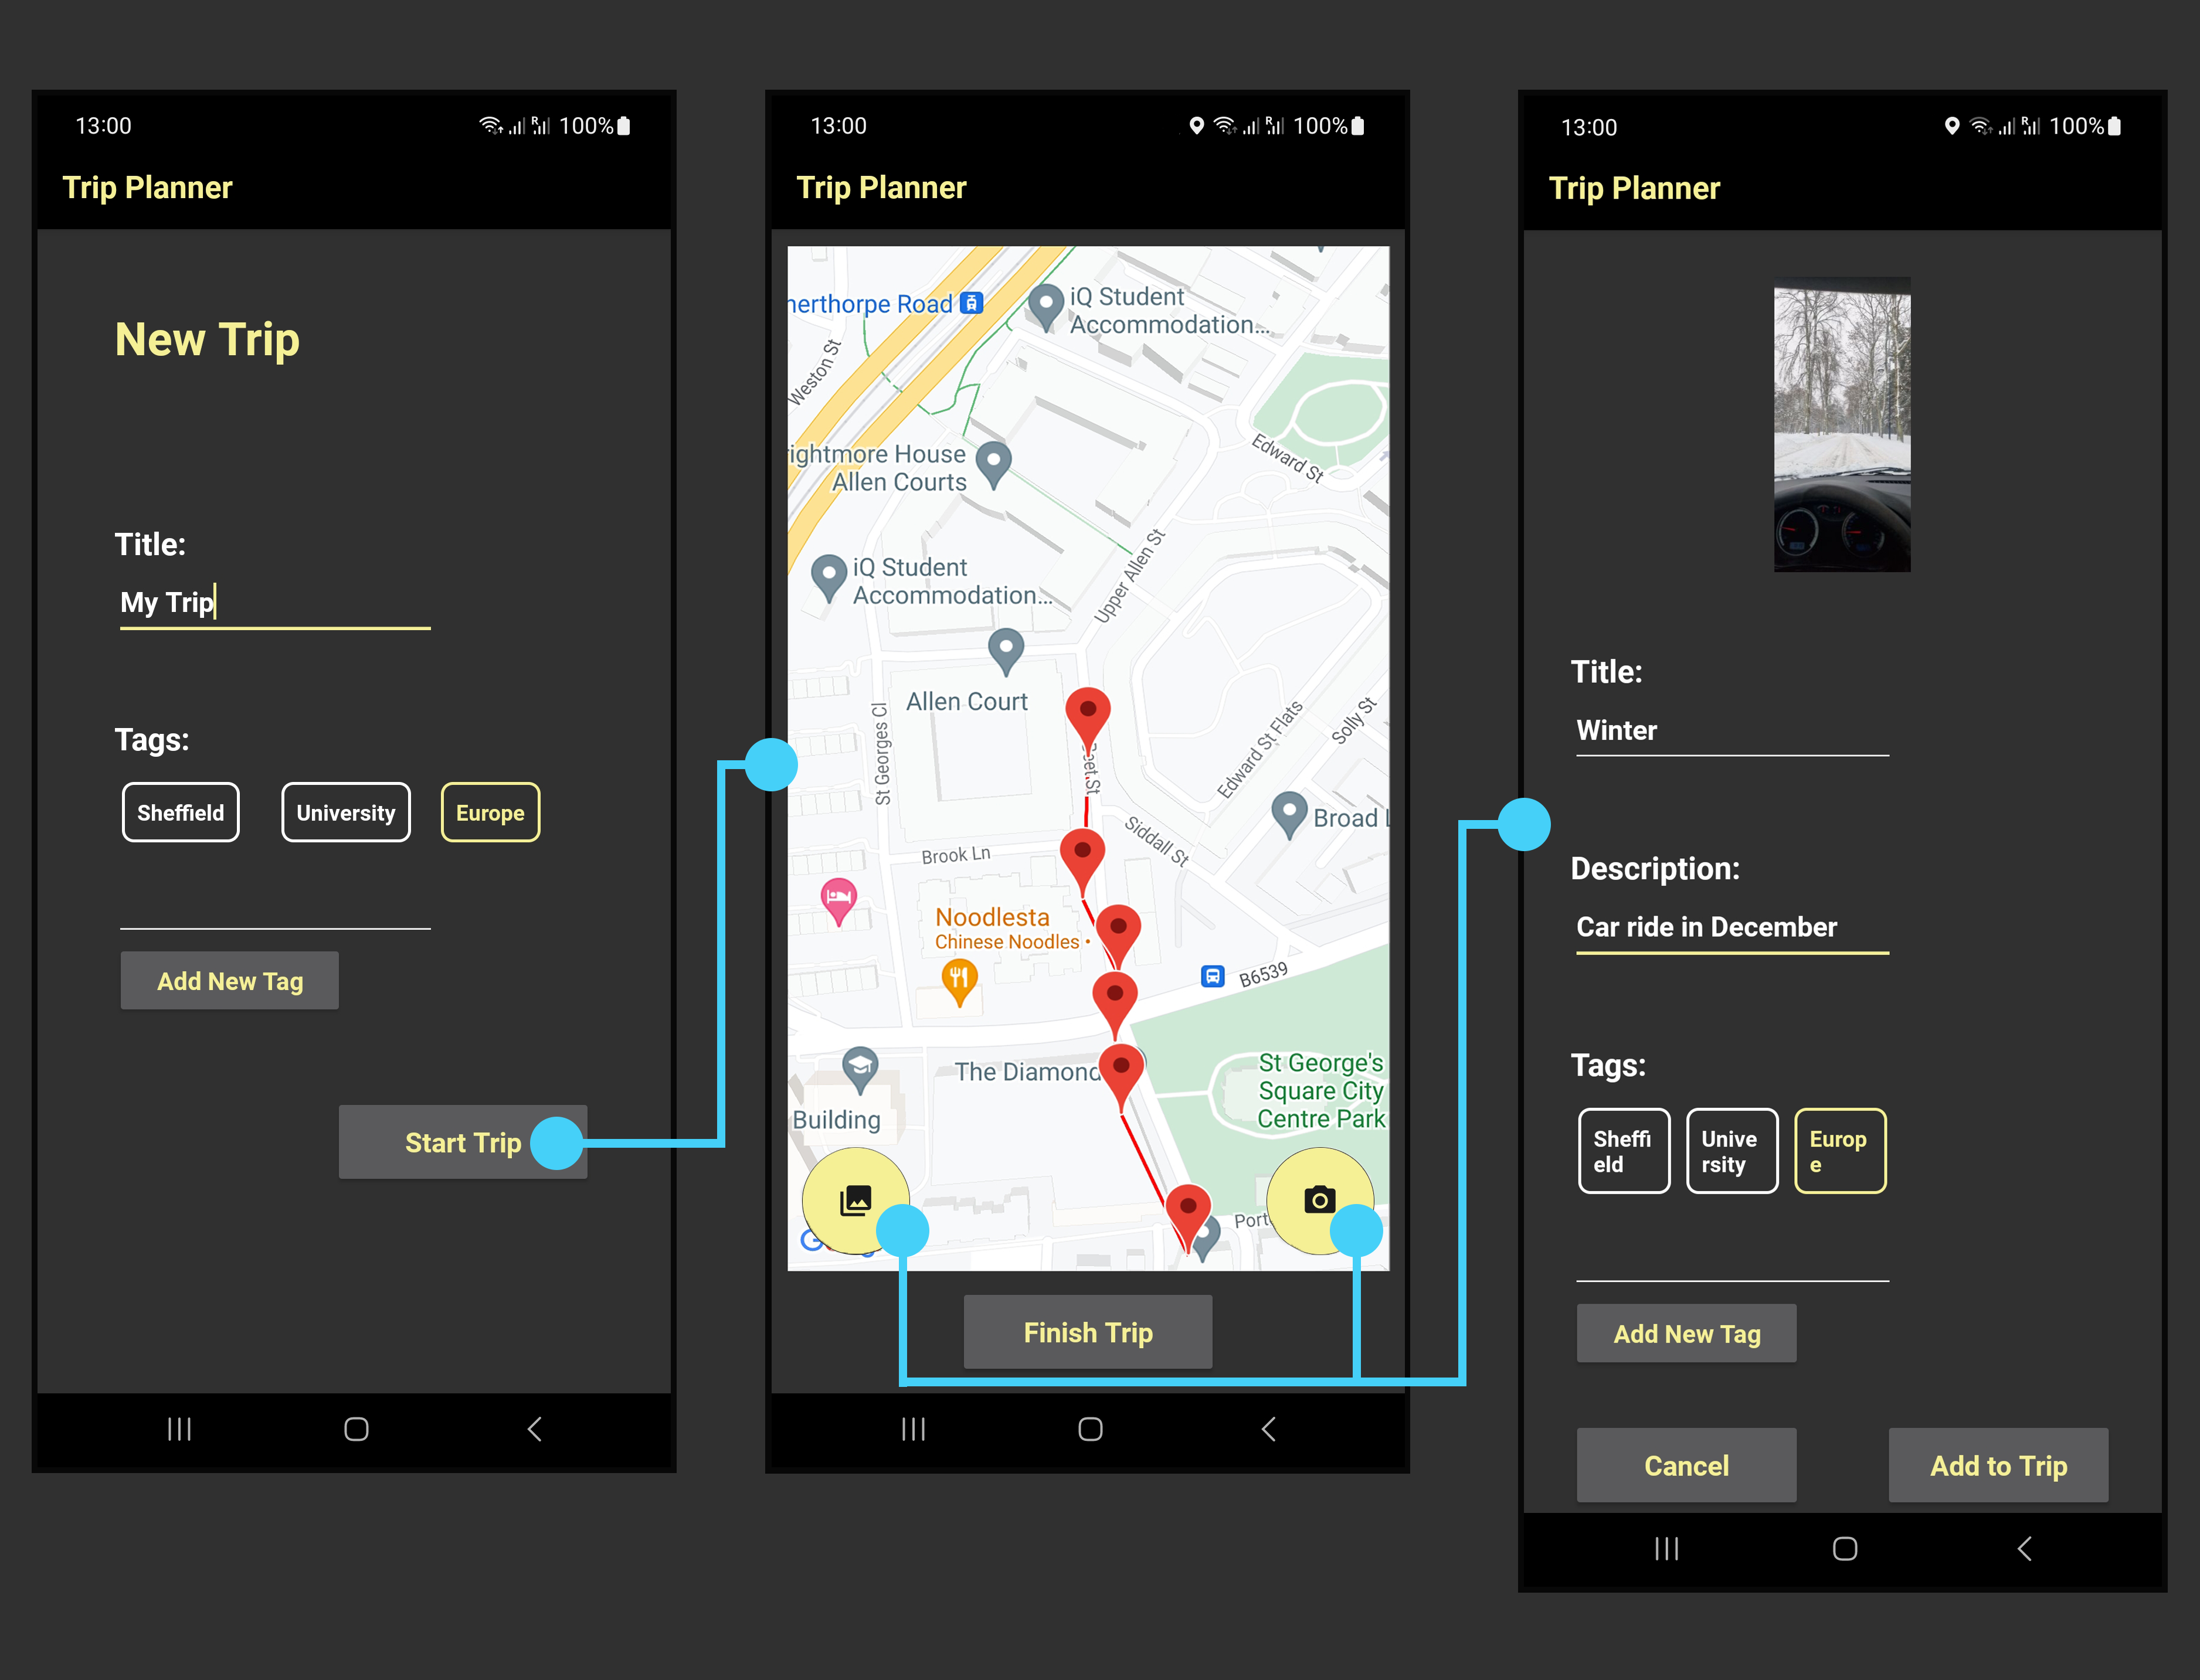 13:00
R
100%
Trip Planner
New Trip
Title:
My Trip
Tags:
Sheffield
University
Europe
Add New Tag
Start Trip
13:00
R
100%
Trip Planner
nerthorpe Road
iQ Student
Accommodation...
Weston St
Edward St
rightmore House
Allen Courts
Upper Allen St
iQ Student
Accommodation...
Allen Court
St Georges Cl
Edward St Flats
Solly St
Broad L
Siddall St
Brook Ln
Noodlesta
Chinese Noodles •
B6539
The Diamond
St George's
Square City
Centre Park
Building
Finish Trip
13:00
R
100%
Trip Planner
Title:
Winter
Description:
Car ride in December
Tags:
Sheffi
eld
Unive
rsity
Europ
e
Add New Tag
Cancel
Add to Trip